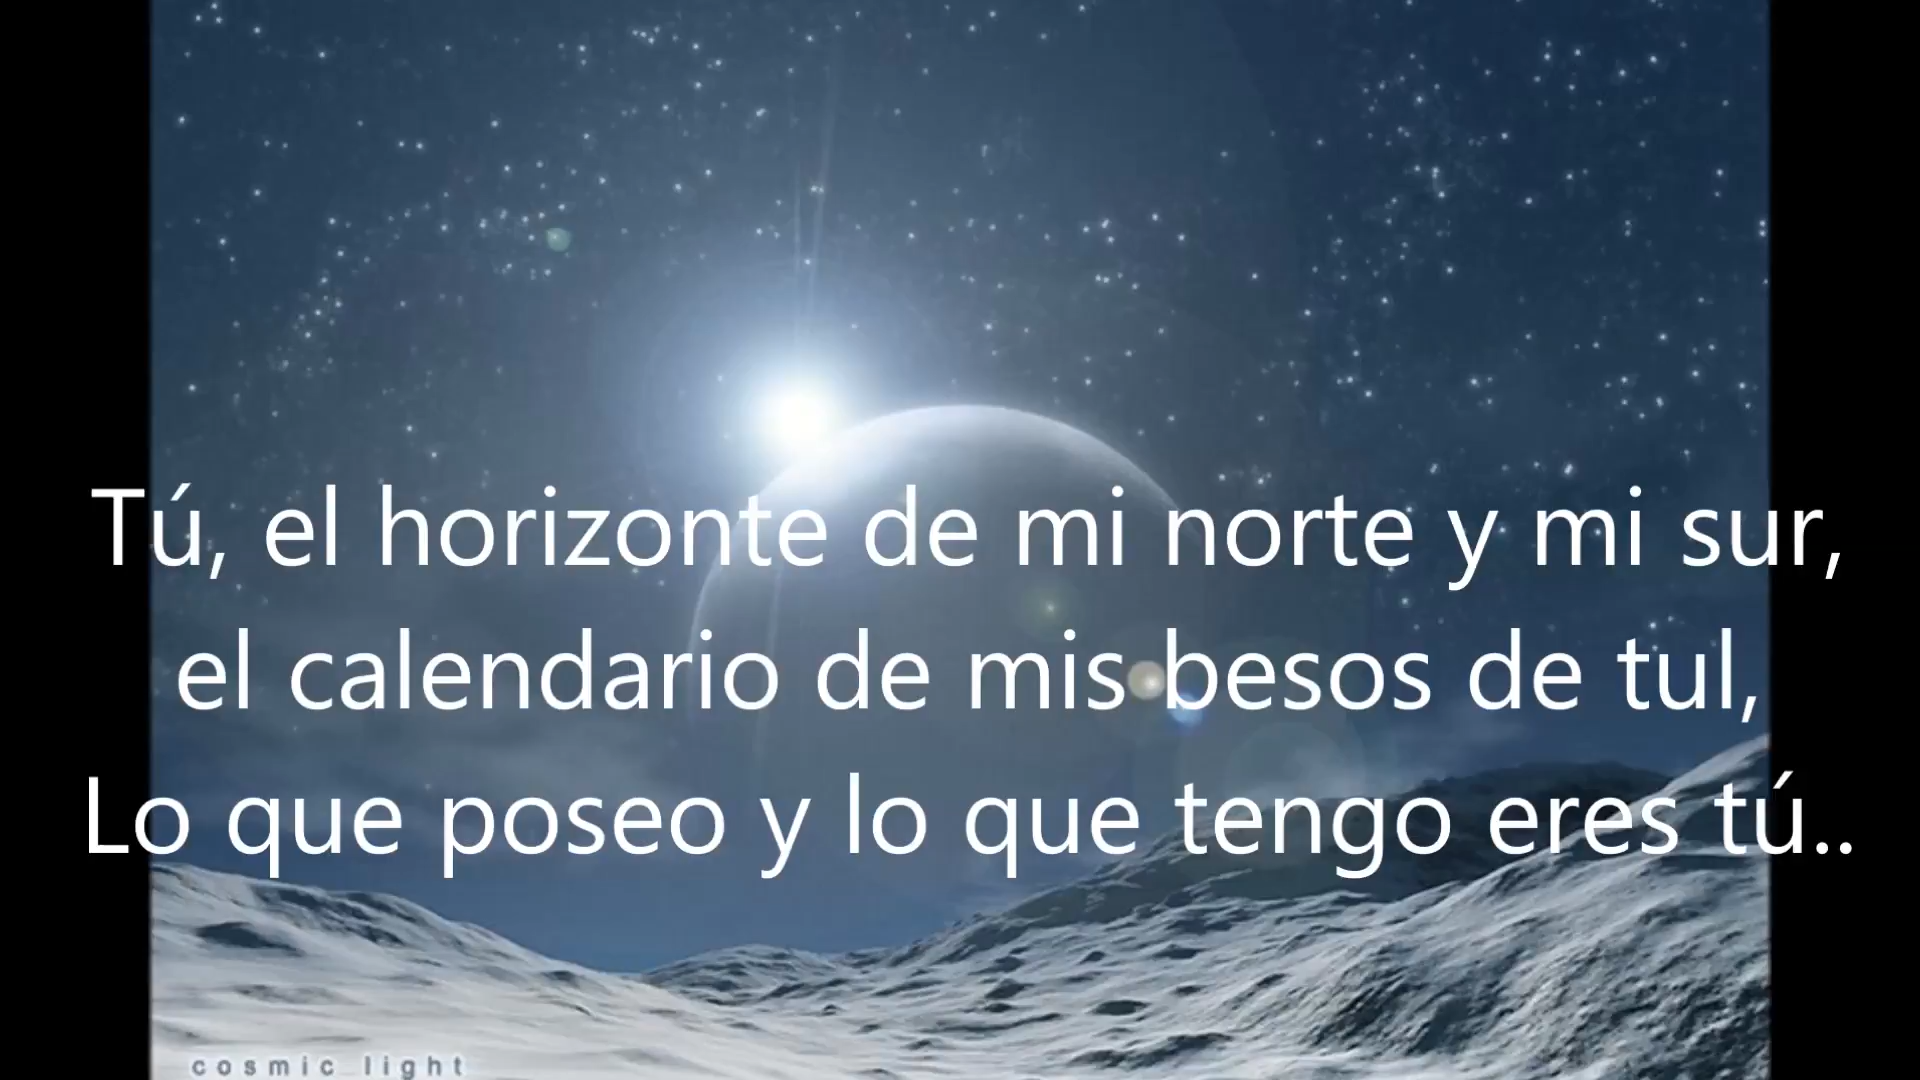 Tú, el horizonte de mi norte y mi sur,
el calendario de mis besos de tul,
Lo que poseo y lo que tengo eres tú..
cosmic light